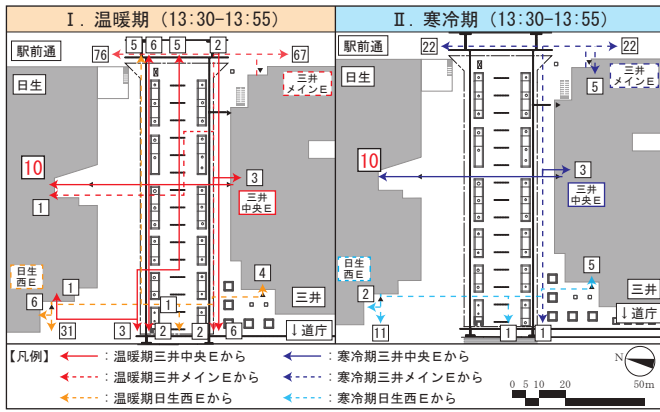 I. 温暖期 (13:30-13:55)
駅前通
76
5
6
5
2
67
日生
三井
メインE
10
3
1
三井
中央E
日生
西E
1
4
6
1
三井
31
3
2
2
6
↓道庁
II. 寒冷期 (13:30-13:55)
駅前通
22
22
日生
三井
メインE
5
10
3
三井
中央E
日生
西E
5
2
三井
11
1
1
↓道庁
【凡例】
:温暖期三井中央Eから
:寒冷期三井中央Eから
:温暖期三井メインEから
:寒冷期三井メインEから
:温暖期日生西Eから
:寒冷期日生西Eから
N
0 5 10 20 50m